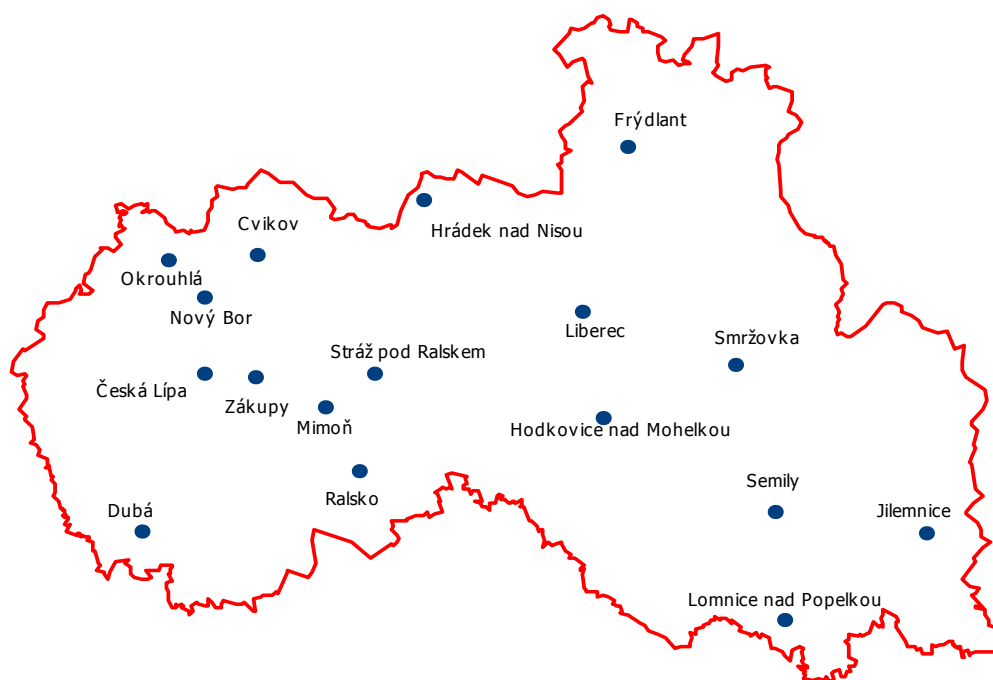 Frýdlant
Hrádek nad Nisou
Cvikov
Okrouhlá
Nový Bor
Liberec
Smržovka
Stráž pod Ralskem
Česká Lípa
Zákupy
Mimoň
Hodkovice nad Mohelkou
Ralsko
Semily
Dubá
Jilemnice
Lomnice nad Popelkou